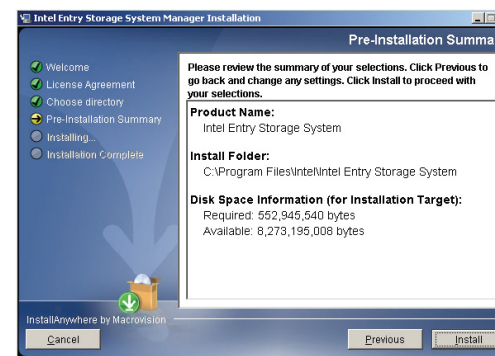 Intel Entry Storage System Manager Installation
Pre-Installation Summa
Welcome
License Agreement
Choose directory
Pre-Installation Summary
Installing...
Installation Complete
Please review the summary of your selections. Click Previous to
go back and change any settings. Click Install to proceed with
your selections.
Product Name:
Intel Entry Storage System
Install Folder:
C:\Program Files\Intel\Intel Entry Storage System
Disk Space Information (for Installation Target):
Required: 552,945,540 bytes
Available: 8,273,195,008 bytes
InstallAnywhere by Macrovision
Cancel
Previous
Install